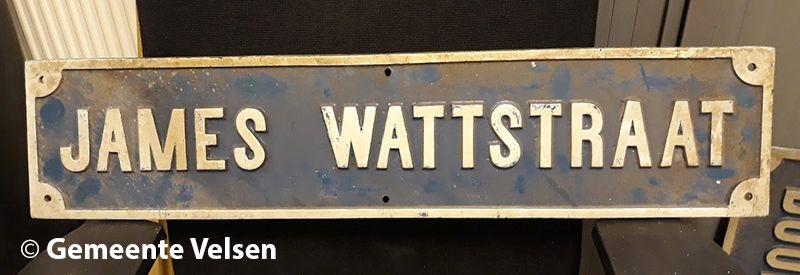 JAMES WATTSTRAAT
© Gemeente Velsen